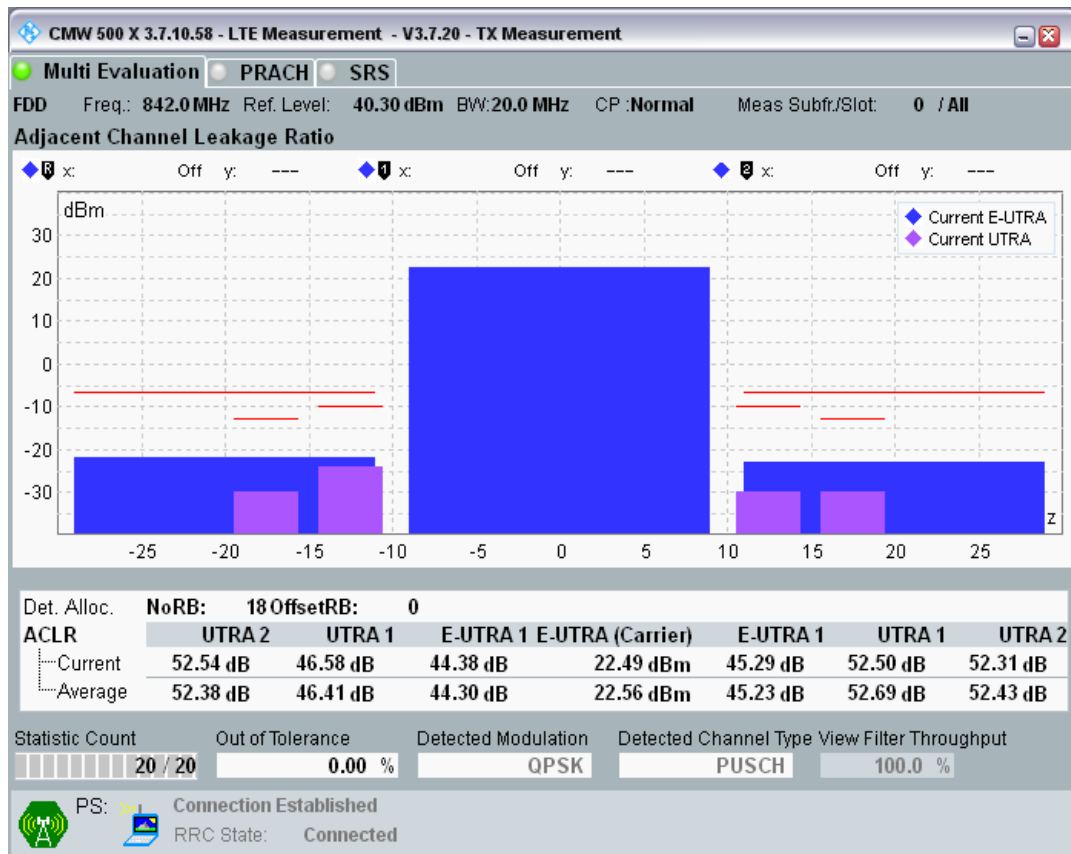 CMW 500 X 3.7.10.58 - LTE Measurement - V3.7.20 - TX Measurement
Multi Evaluation PRACH SRS
FDD Freq.: 842.0 MHz Ref. Level: 40.30 dBm BW:20.0 MHz CP :Normal Meas Subfr./Slot: 0 / All
Adjacent Channel Leakage Ratio
R x: Off y: --- 1 x: Off y: --- 2 x: Off y: ---
dBm
Current E-UTRA
Current UTRA
30
20
10
0
-10
-20
-30
z
-25 -20 -15 -10 -5 0 5 10 15 20 25
Det. Alloc. NoRB: 18 OffsetRB: 0
ACLR UTRA 2 UTRA 1 E-UTRA 1 E-UTRA (Carrier) E-UTRA 1 UTRA 1 UTRA 2
Current 52.54 dB 46.58 dB 44.38 dB 22.49 dBm 45.29 dB 52.50 dB 52.31 dB
Average 52.38 dB 46.41 dB 44.30 dB 22.56 dBm 45.23 dB 52.69 dB 52.43 dB
Statistic Count Out of Tolerance Detected Modulation Detected Channel Type View Filter Throughput
20 / 20 0.00 % QPSK PUSCH 100.0 %
PS: Connection Established
RRC State: Connected